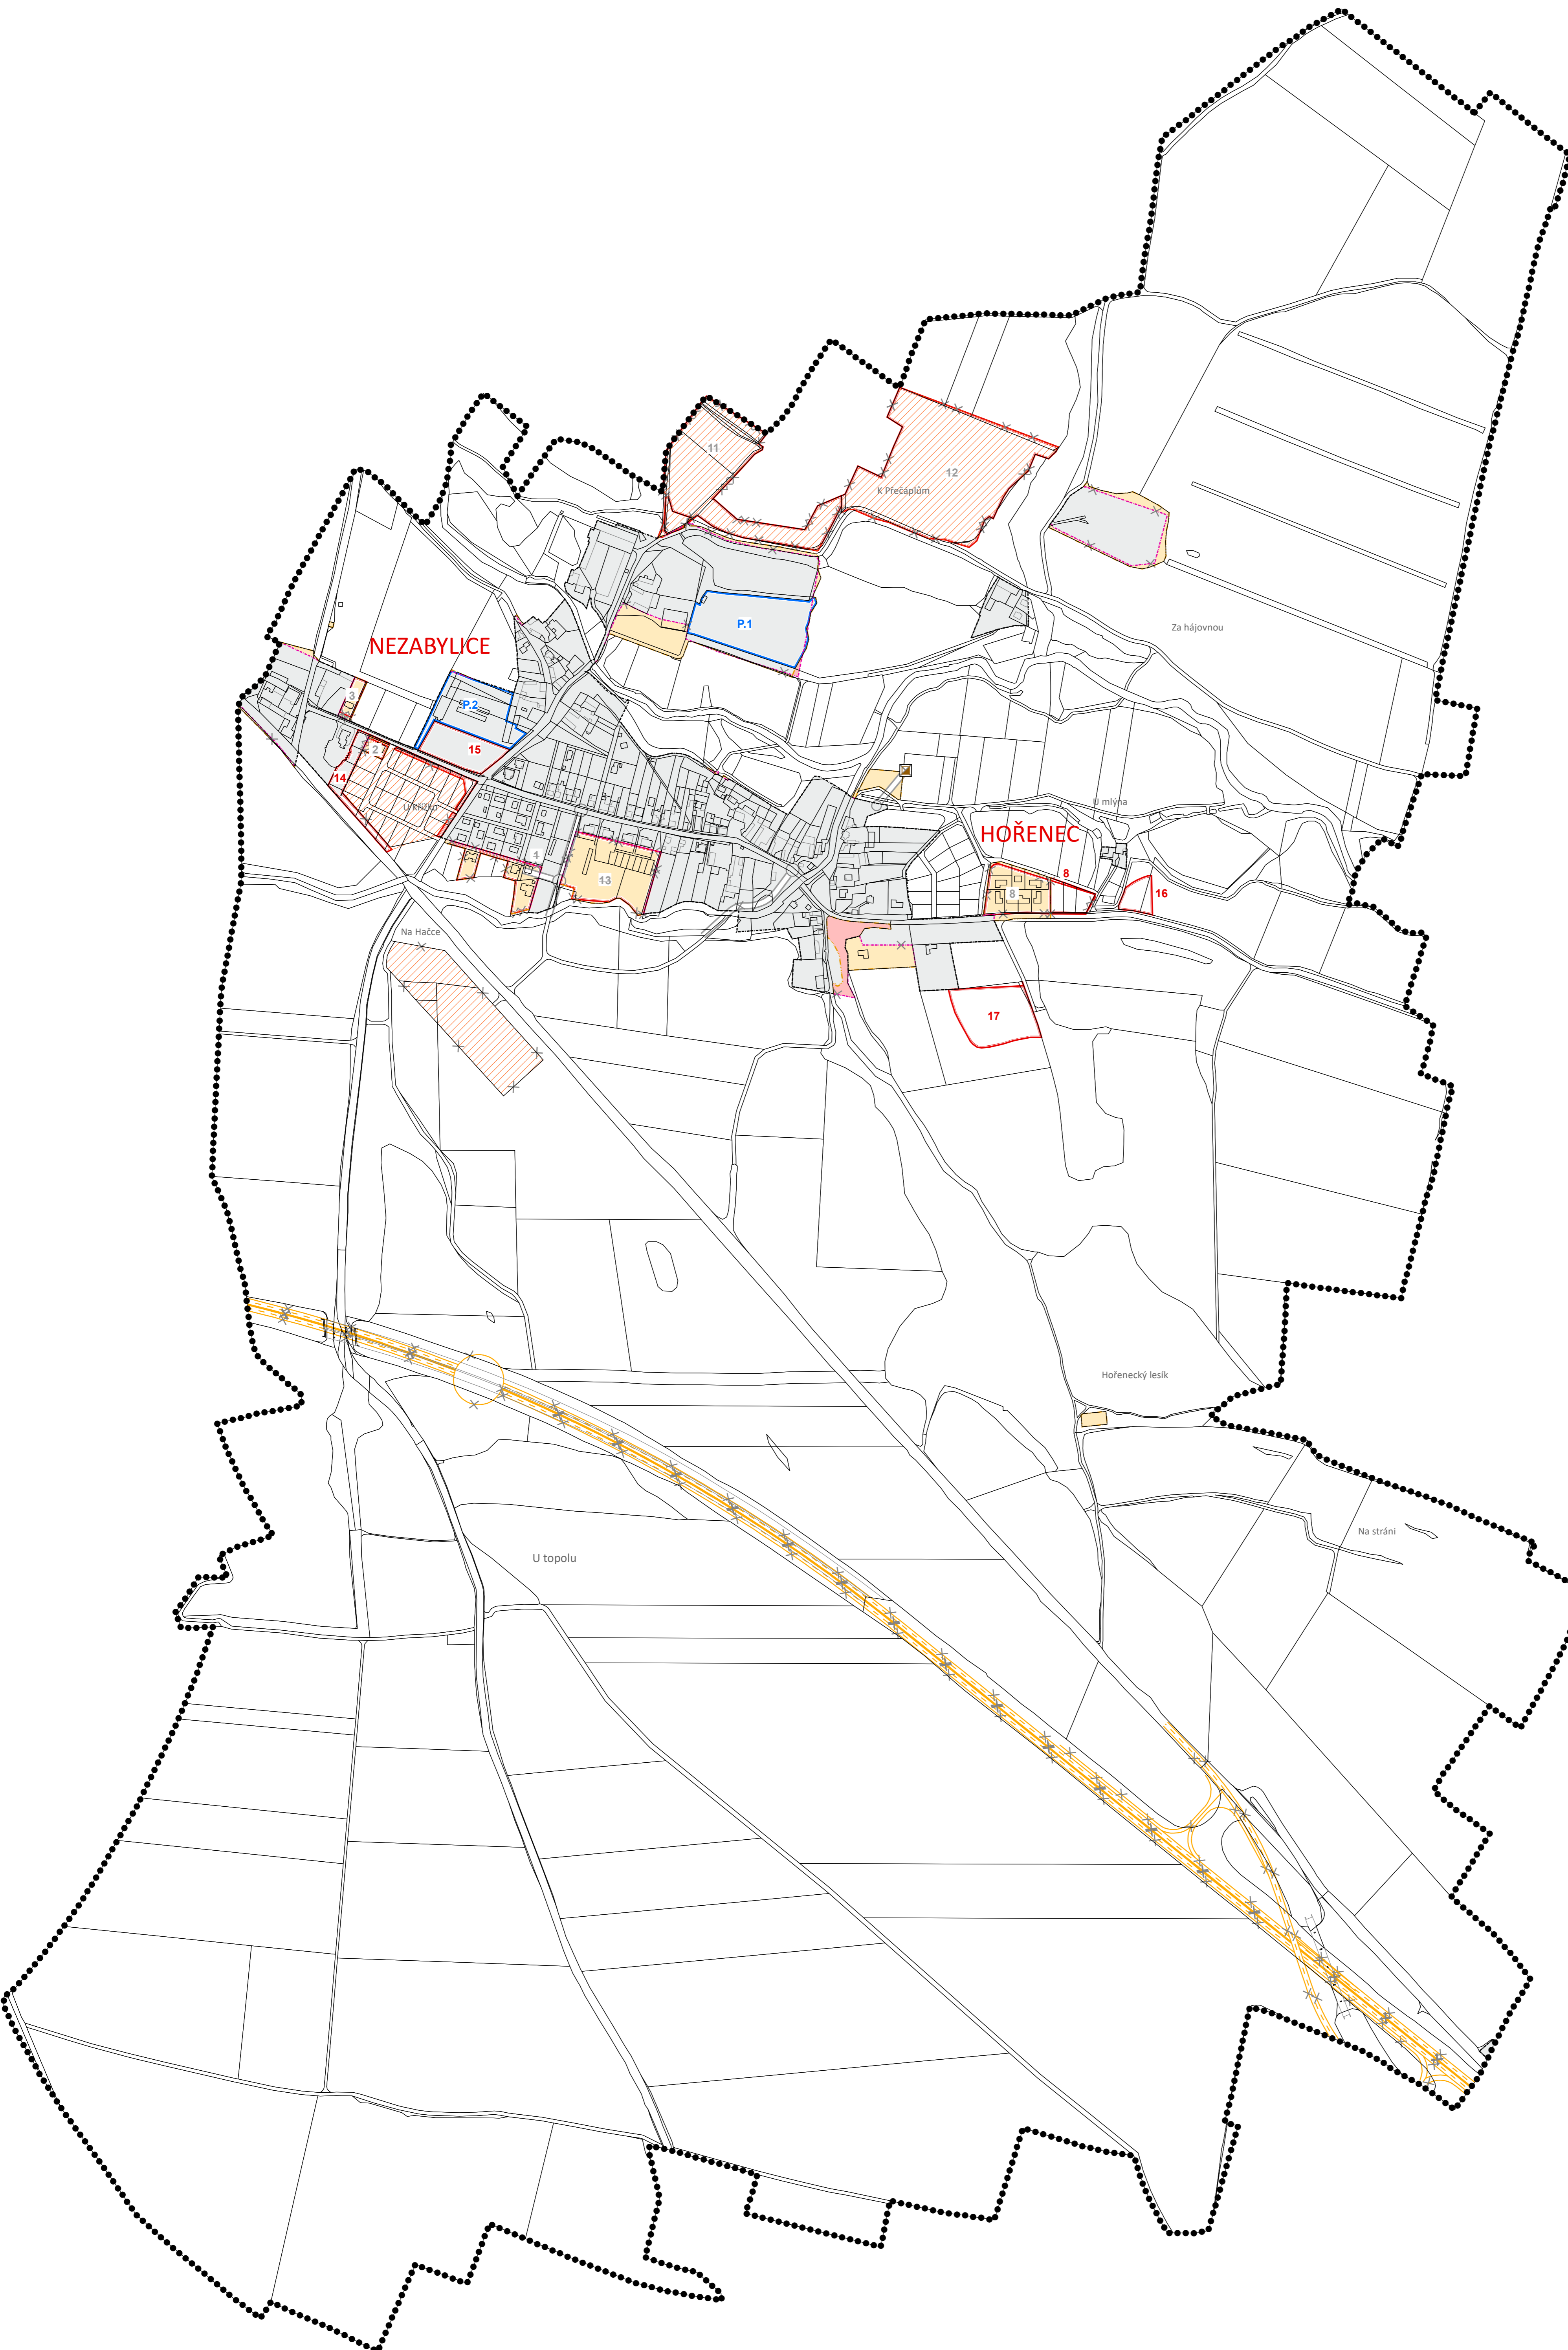 11
12
K Přečáplům
P.1
Za hájovnou
NEZABYLICE
3
P.2
2
15
14
U křížku
U mlýna
HOŘENEC
1
13
8
8
16
Na Hačce
17
Hořenecký lesík
Na stráni
U topolu